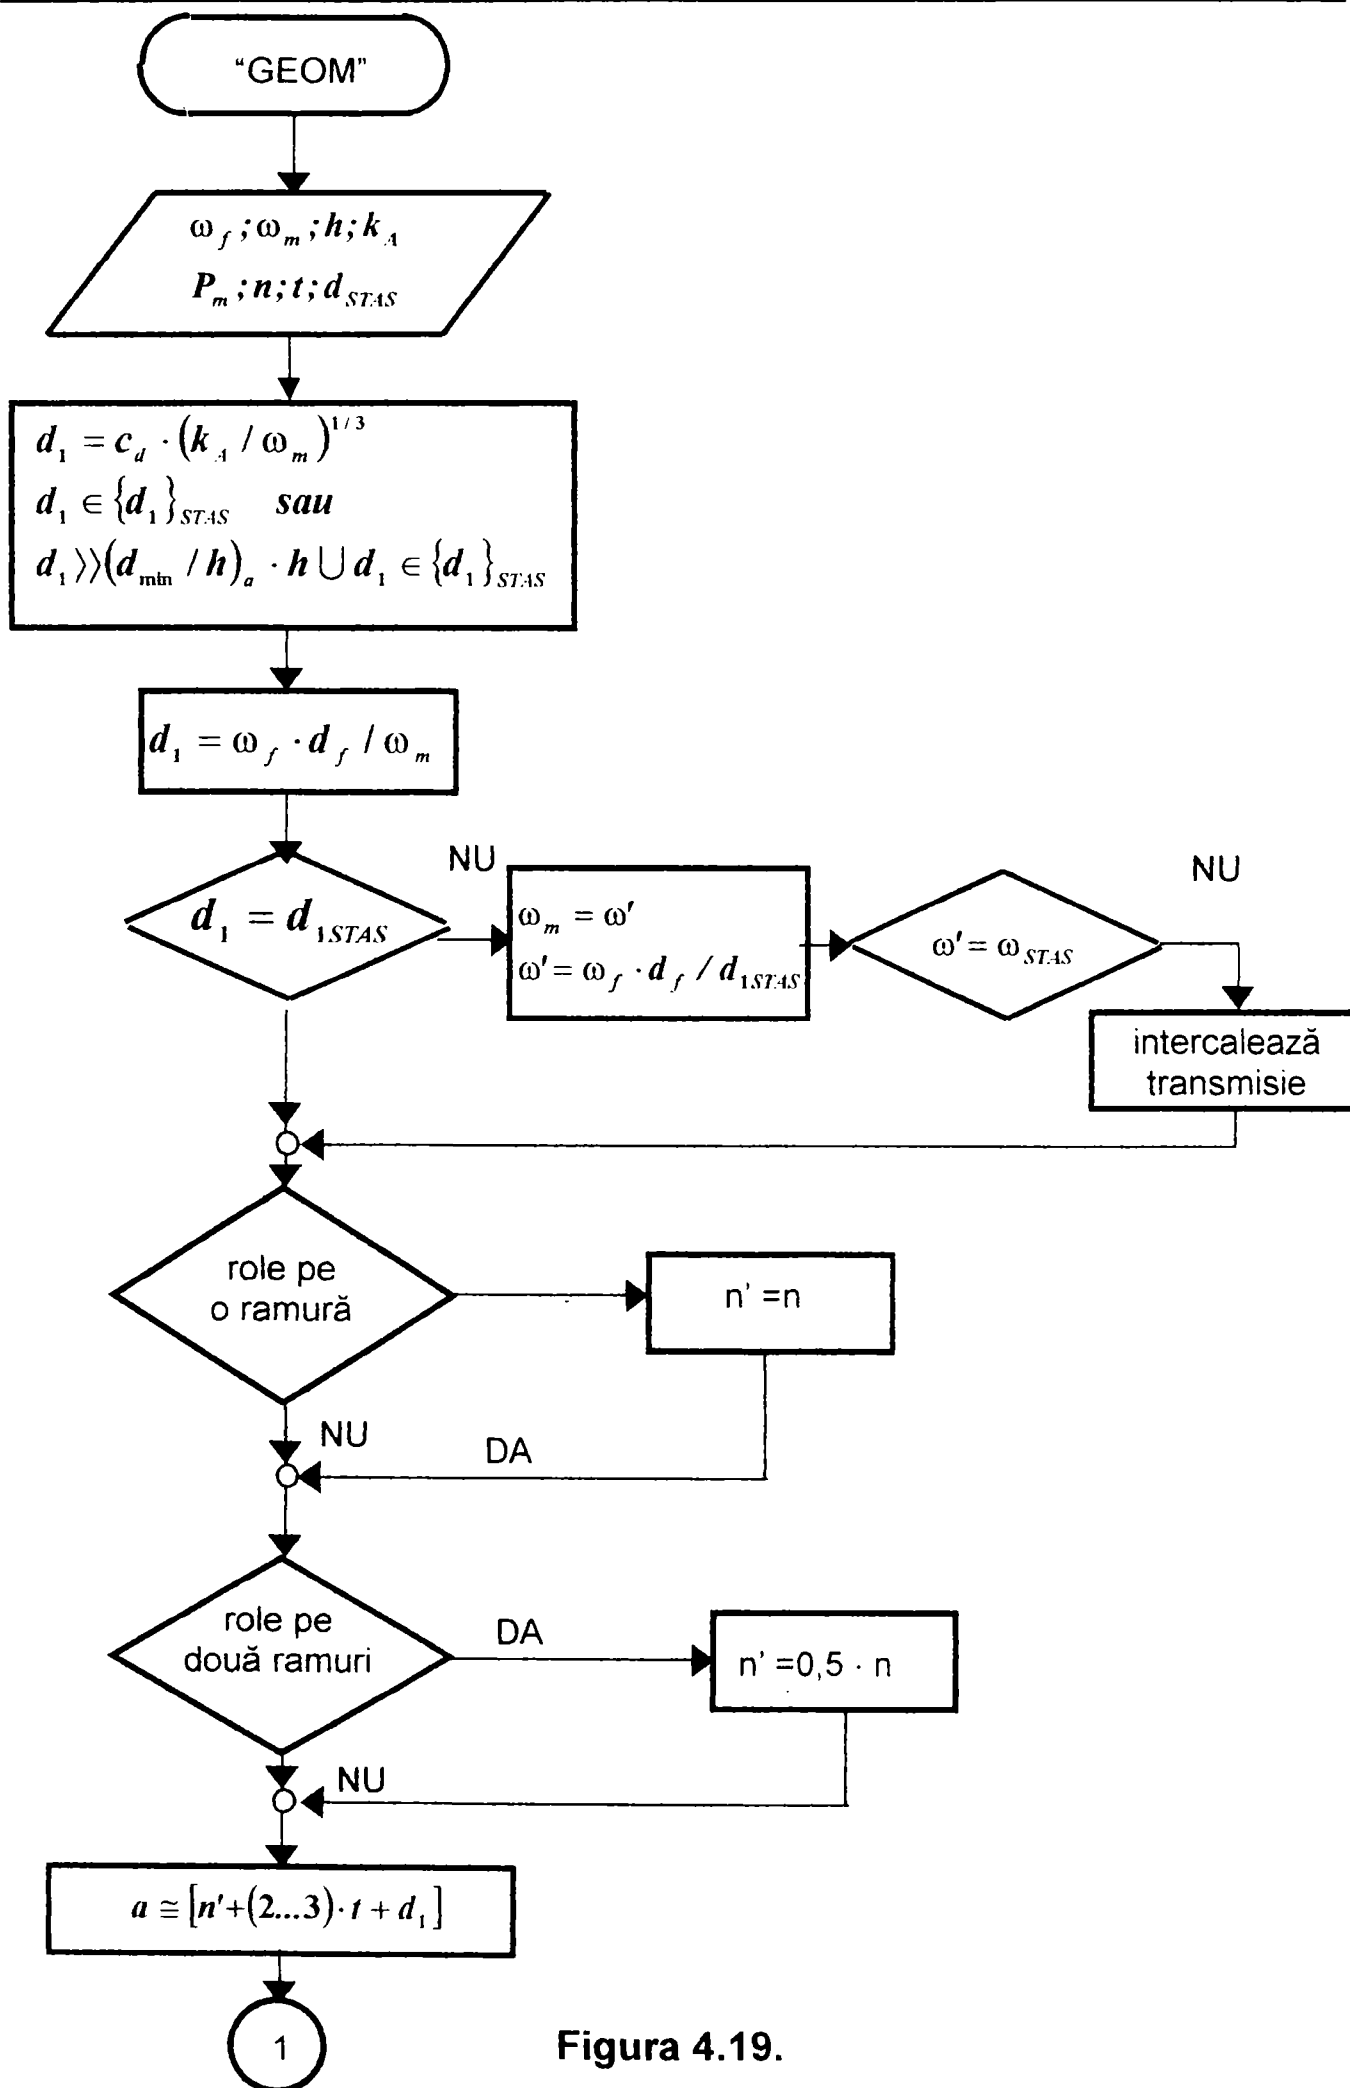 “GEOM”
ω_f ; ω_m ; h; k_A
P_m ; n; t; d_STAS
d_1 = c_d · (k_A / ω_m)^1/3
d_1 ∈ {d_1}_STAS sau
d_1 ⟩⟩(d_min / h)_a · h ⋃ d_1 ∈ {d_1}_STAS
d_1 = ω_f · d_f / ω_m
NU
NU
d_1 = d_1STAS
ω_m = ω'
ω' = ω_f · d_f / d_1STAS
ω' = ω_STAS
intercalează
transmisie
role pe
o ramură
n' =n
NU
DA
role pe
două ramuri
DA
n' =0,5 · n
NU
a ≅ [n'+(2...3)· t + d_1]
1
Figura 4.19.